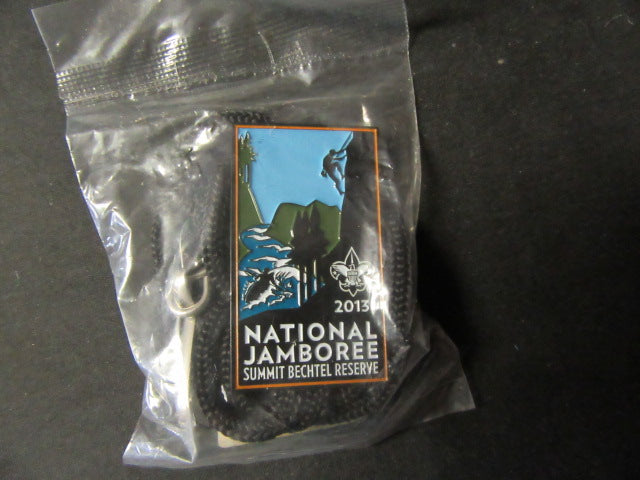 2013
NATIONAL
JAMBOREE
SUMMIT BECHTEL RESERVE